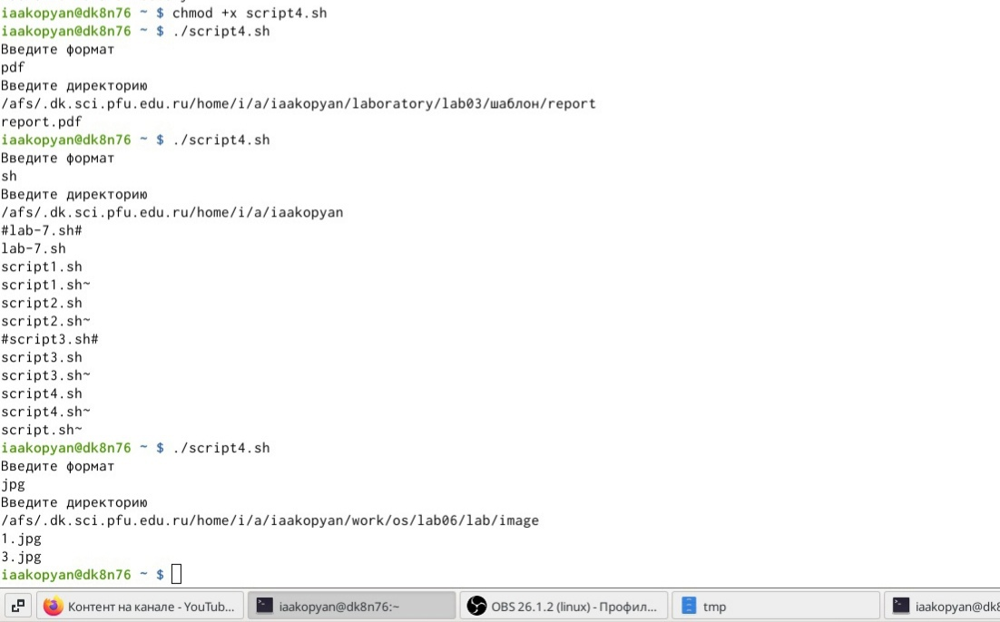 iaakopyan@dk8n76 ~ $ chmod +x script4.sh
iaakopyan@dk8n76 ~ $ ./script4.sh
Введите формат
pdf
Введите директорию
/afs/.dk.sci.pfu.edu.ru/home/i/a/iaakopyan/laboratory/lab03/шаблон/report
report.pdf
iaakopyan@dk8n76 ~ $ ./script4.sh
Введите формат
sh
Введите директорию
/afs/.dk.sci.pfu.edu.ru/home/i/a/iaakopyan
#lab-7.sh#
lab-7.sh
script1.sh
script1.sh~
script2.sh
script2.sh~
#script3.sh#
script3.sh
script3.sh~
script4.sh
script4.sh~
script.sh~
iaakopyan@dk8n76 ~ $ ./script4.sh
Введите формат
jpg
Введите директорию
/afs/.dk.sci.pfu.edu.ru/home/i/a/iaakopyan/work/os/lab06/lab/image
1.jpg
3.jpg
iaakopyan@dk8n76 ~ $
Контент на канале - YouTub... iaakopyan@dk8n76:~ OBS 26.1.2 (linux) - Профил... tmp iaakopyan@dk8